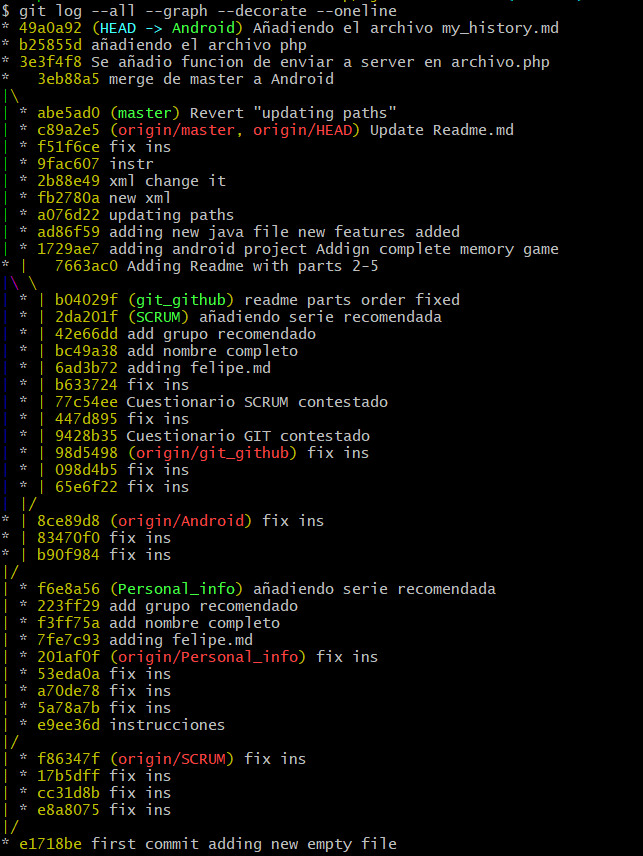 $ git log --all --graph --decorate --oneline
* 49a0a92 (HEAD -> Android) Añadiendo el archivo my_history.md
* b25855d añadiendo el archivo php
* 3e3f4f8 Se añadio funcion de enviar a server en archivo.php
*   3eb88a5 merge de master a Android
|\
| * abe5ad0 (master) Revert "updating paths"
| * c89a2e5 (origin/master, origin/HEAD) Update Readme.md
| * f51f6ce fix ins
| * 9fac607 instr
| * 2b88e49 xml change it
| * fb2780a new xml
| * a076d22 updating paths
| * ad86f59 adding new java file new features added
| * 1729ae7 adding android project Addign complete memory game
* |   7663ac0 Adding Readme with parts 2-5
|\ \
| * | b04029f (git_github) readme parts order fixed
| * | 2da201f (SCRUM) añadiendo serie recomendada
| * | 42e66dd add grupo recomendado
| * | bc49a38 add nombre completo
| * | 6ad3b72 adding felipe.md
| * | b633724 fix ins
| * | 77c54ee Cuestionario SCRUM contestado
| * | 447d895 fix ins
| * | 9428b35 Cuestionario GIT contestado
| * | 98d5498 (origin/git_github) fix ins
| * | 098d4b5 fix ins
| * | 65e6f22 fix ins
| |/
* | 8ce89d8 (origin/Android) fix ins
* | 83470f0 fix ins
* | b90f984 fix ins
|/
| * f6e8a56 (Personal_info) añadiendo serie recomendada
| * 223ff29 add grupo recomendado
| * f3ff75a add nombre completo
| * 7fe7c93 adding felipe.md
| * 201af0f (origin/Personal_info) fix ins
| * 53eda0a fix ins
| * a70de78 fix ins
| * 5a78a7b fix ins
| * e9ee36d instrucciones
|/
| * f86347f (origin/SCRUM) fix ins
| * 17b5dff fix ins
| * cc31d8b fix ins
| * e8a8075 fix ins
|/
* e1718be first commit adding new empty file